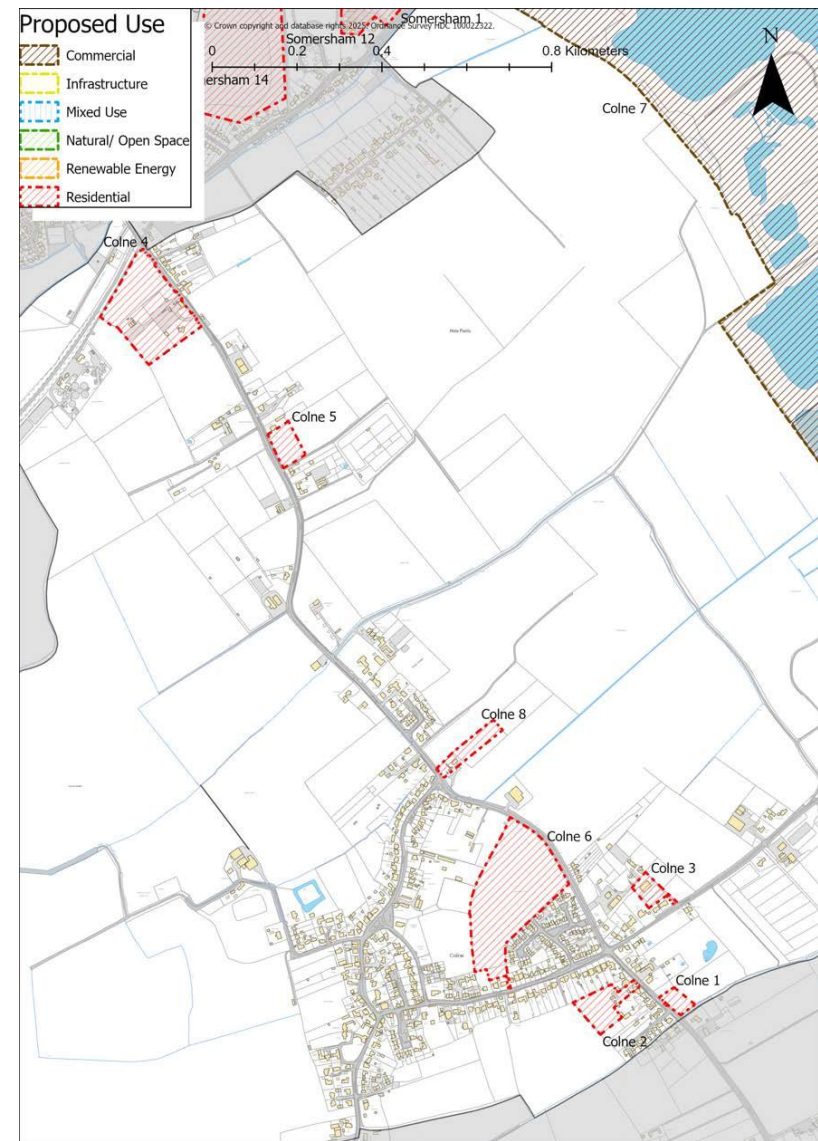 Proposed Use
Commercial
Infrastructure
Mixed Use
Natural/ Open Space
Renewable Energy
Residential
© Crown copyright and database rights 2025. Ordnance Survey HDC 100022322.
Somersham 1
Somersham 12
0 0.2 0.4 0.8 Kilometers
ersham 14
N
Colne 7
Colne 4
Colne 5
Colne 8
Colne 6
Colne 3
Colne
Colne 1
Colne 2